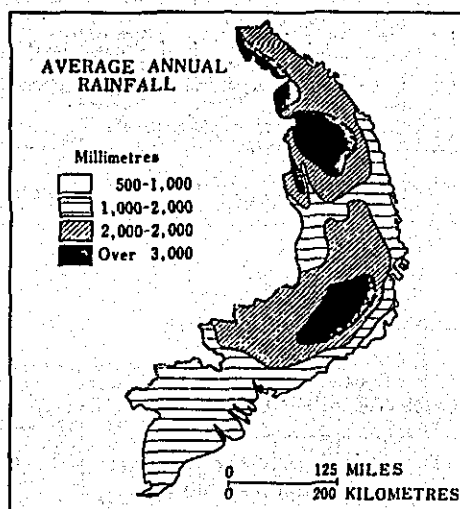 AVERAGE ANNUAL
RAINFALL
Millimetres
500-1,000
1,000-2,000
2,000-2,000
Over 3,000
0 125 MILES
0 200 KILOMETRES